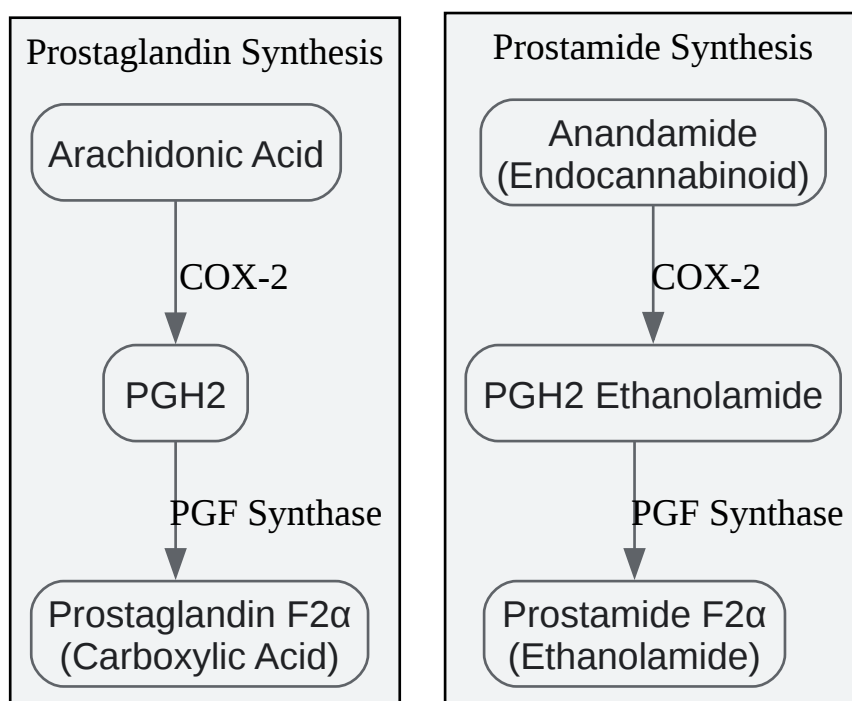 Prostaglandin Synthesis
Arachidonic Acid
COX-2
PGH2
PGF Synthase
Prostaglandin F2α
(Carboxylic Acid)
Prostamide Synthesis
Anandamide
(Endocannabinoid)
COX-2
PGH2 Ethanolamide
PGF Synthase
Prostamide F2α
(Ethanolamide)